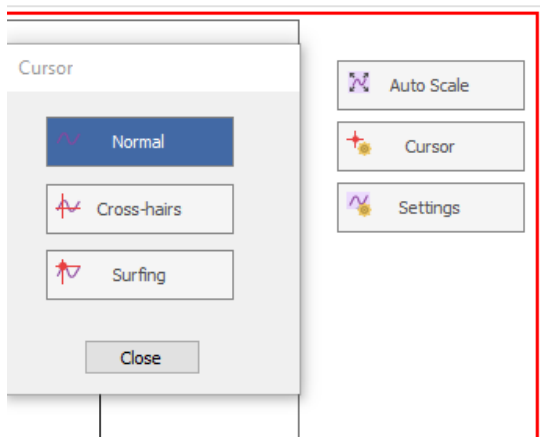 Cursor
Normal
Cross-hairs
Surfing
Close
Auto Scale
Cursor
Settings